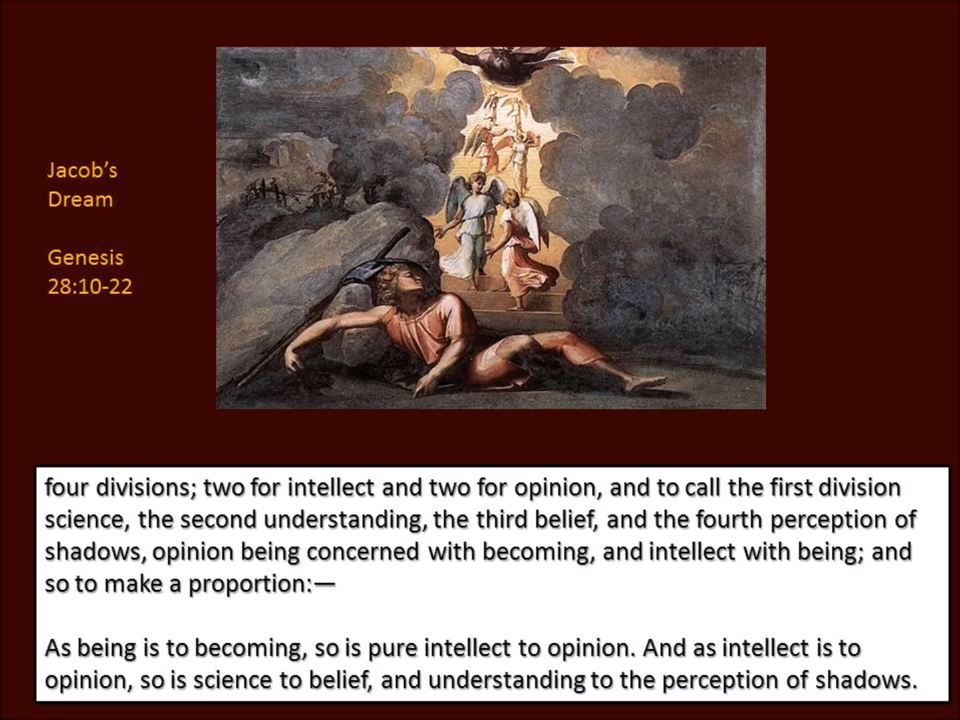 Jacob’s
Dream
Genesis
28:10-22
four divisions; two for intellect and two for opinion, and to call the first division
science, the second understanding, the third belief, and the fourth perception of
shadows, opinion being concerned with becoming, and intellect with being; and
so to make a proportion:—
As being is to becoming, so is pure intellect to opinion. And as intellect is to
opinion, so is science to belief, and understanding to the perception of shadows.